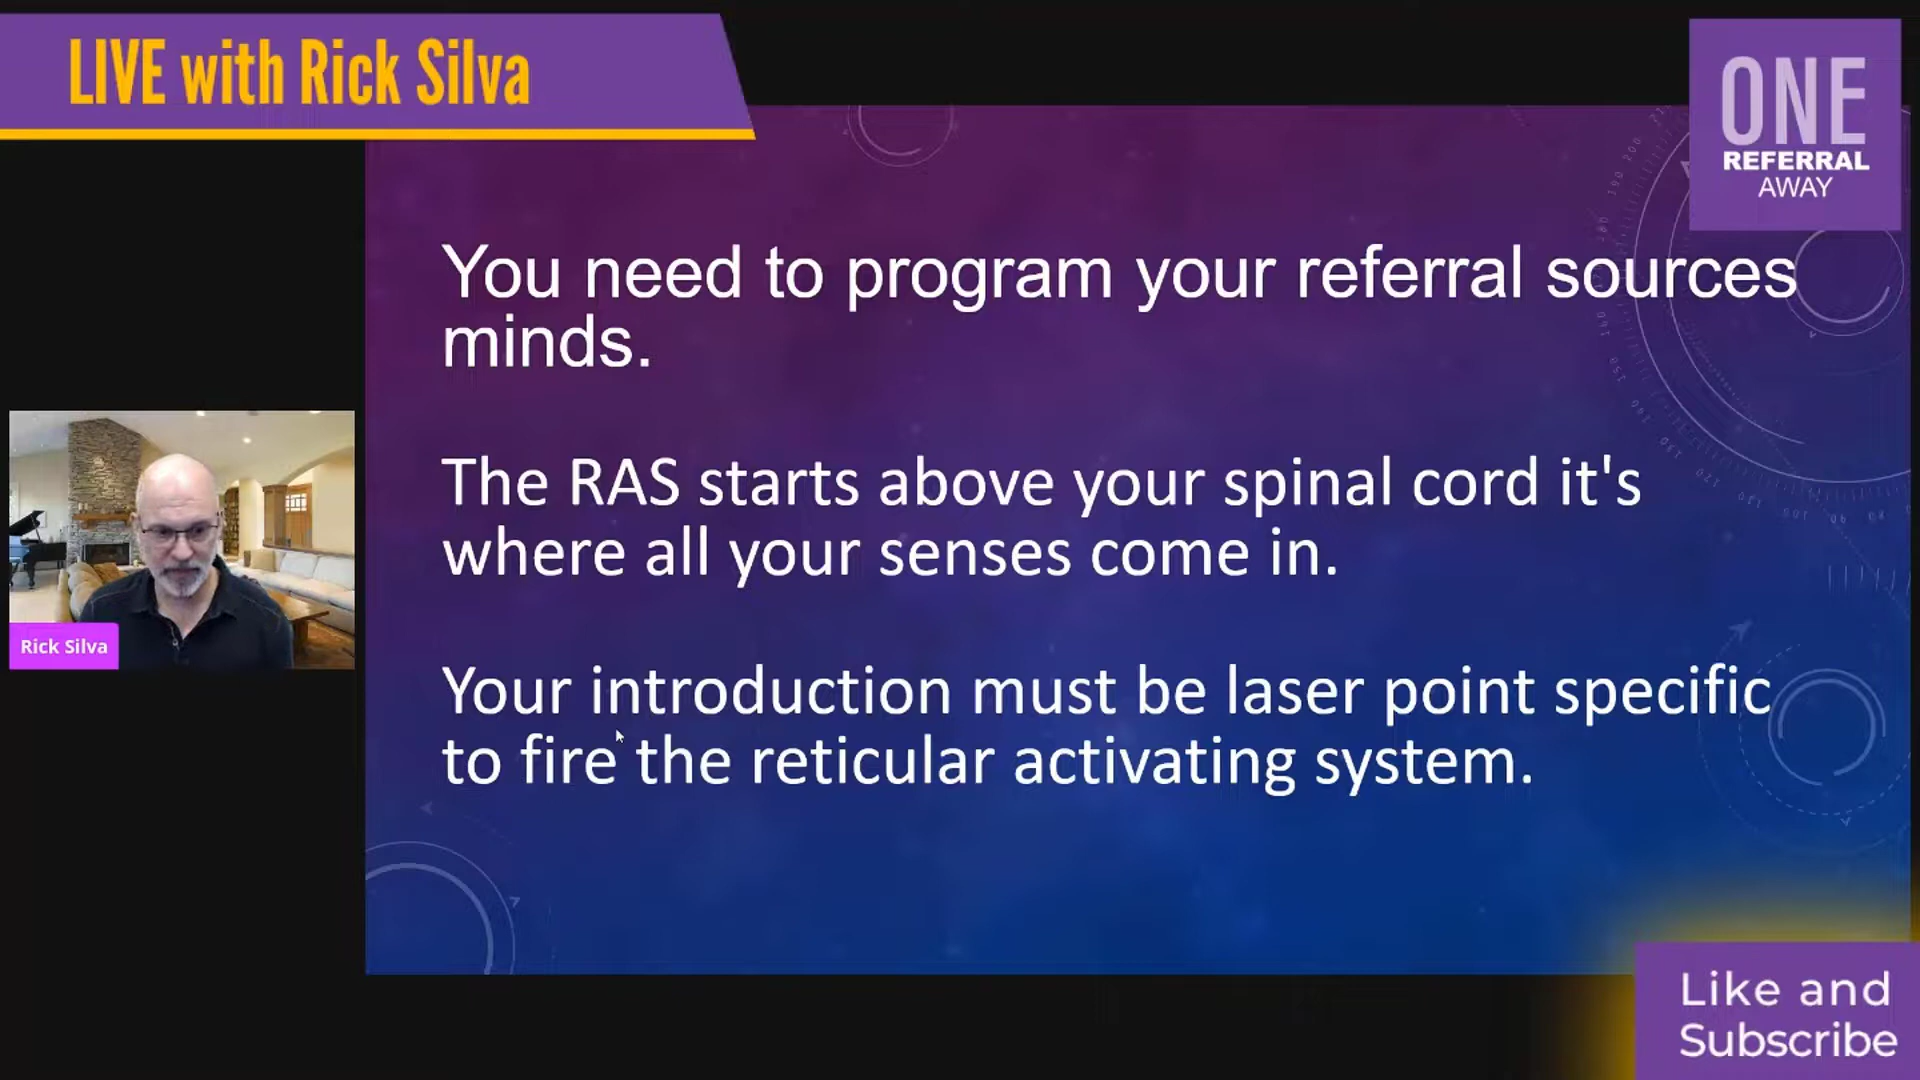 LIVE with Rick Silva
ONE
REFERRAL
AWAY
You need to program your referral sources
minds.
The RAS starts above your spinal cord it's
where all your senses come in.
Your introduction must be laser point specific
to fire the reticular activating system.
Rick Silva
Like and
Subscribe